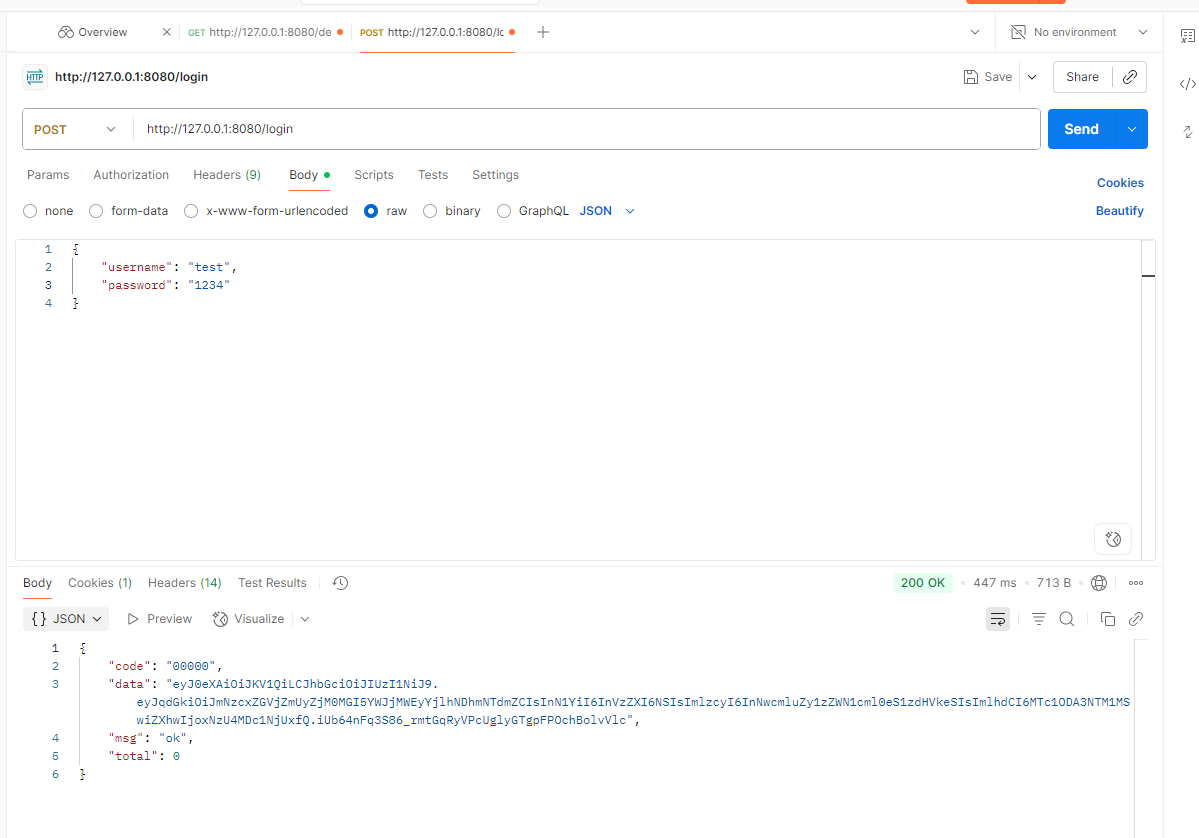 Overview
GET http://127.0.0.1:8080/de
POST http://127.0.0.1:8080/lc
No environment
HTTP http://127.0.0.1:8080/login
Save
Share
POST
http://127.0.0.1:8080/login
Send
Params
Authorization
Headers (9)
Body
Scripts
Tests
Settings
Cookies
none
form-data
x-www-form-urlencoded
raw
binary
GraphQL
JSON
Beautify
1 {
2 "username": "test",
3 "password": "1234"
4 }
Body
Cookies (1)
Headers (14)
Test Results
200 OK
447 ms
713 B
{} JSON
Preview
Visualize
1 {
2 "code": "00000",
3 "data": "eyJ0eXAiOiJKV1QiLCJhbGciOiJIUzI1NiJ9.
eyJqdGkiOiJmNzcxZGVjZmUyZjM0MGI5YWJjMWEyYjlhNDhmNTdmZCIsInN1YiI6InVzZXI6NSIsImlzcyI6InNwcmluZy1zZWN1cml0eS1zdHVkeSIsImlhdCI6MTc1ODA3NTM1MS
wiZXhwIjoxNzU4MDc1NjUxfQ.iUb64nFq3S86_rmtGqRyVPcUglyGTgpFPOchBolvVlc",
4 "msg": "ok",
5 "total": 0
6 }